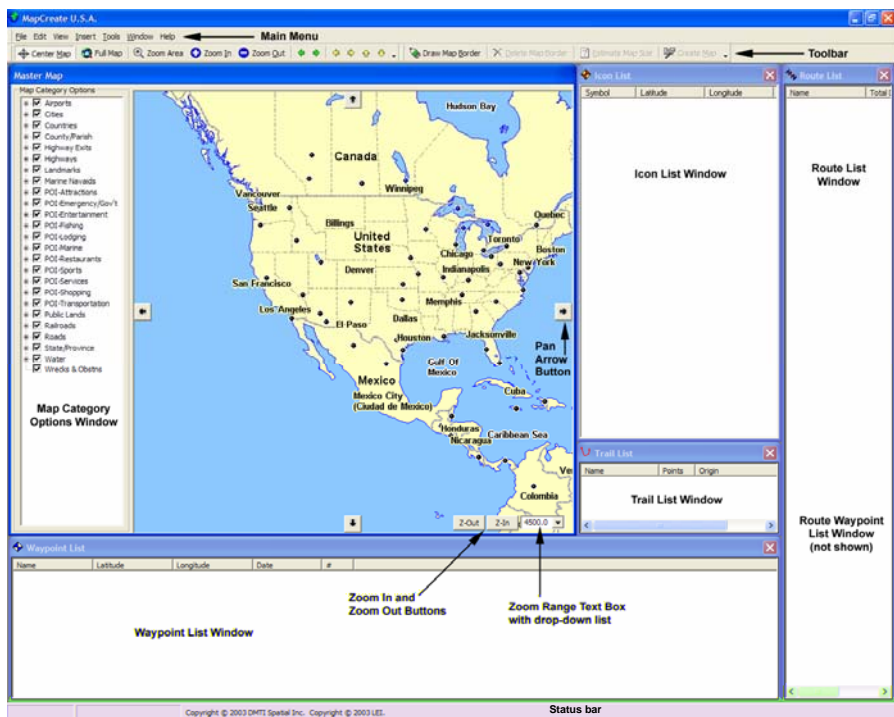 MapCreate U.S.A.
File Edit View Insert Tools Window Help
Main Menu
Center Map Full Map Zoom Area Zoom In Zoom Out Draw Map Border Delete Map Border Estimate Map Size Create Map
Toolbar
Master Map
Map Category Options
Airports
Cities
Countries
County/Parish
Highway Exits
Highways
Landmarks
Marine Navaids
POI-Attractions
POI-Emergency/Gov't
POI-Entertainment
POI-Fishing
POI-Lodging
POI-Marine
POI-Restaurants
POI-Sports
POI-Services
POI-Shopping
POI-Transportation
Public Lands
Railroads
Roads
State/Province
Water
Wrecks & Obstns
Map Category
Options Window
Hudson Bay
Canada
Winnipeg
Vancouver
Seattle
Quebec
Billings
United
States
Toronto
Boston
Chicago
New York
Denver
Indianapolis
San Francisco
Memphis
Los Angeles
Dallas
El Paso
Jacksonville
Houston
Gulf Of
Mexico
Pan
Arrow
Button
Mexico
Cuba
Mexico City
(Ciudad de Mexico)
Honduras
Nicaragua
Caribbean Sea
Ve
Colombia
Z-Out Z-In 4500.0
Icon List
Symbol Latitude Longitude
Icon List Window
Trail List
Name Points Origin
Trail List Window
Route List
Name Total
Route List
Window
Route Waypoint
List Window
(not shown)
Waypoint List
Name Latitude Longitude Date #
Zoom In and
Zoom Out Buttons
Zoom Range Text Box
with drop-down list
Waypoint List Window
Copyright © 2003 DMTI Spatial Inc. Copyright © 2003 LEI.
Status bar